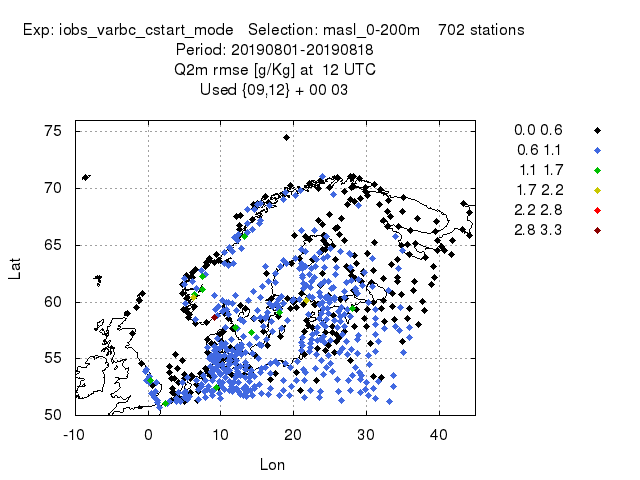 Exp: iobs_varbc_cstart_mode Selection: masl_0-200m 702 stations
Period: 20190801-20190818
Q2m rmse [g/Kg] at 12 UTC
Used {09,12} + 00 03
0.0 0.6
0.6 1.1
1.1 1.7
1.7 2.2
2.2 2.8
2.8 3.3
75
70
65
60
55
50
Lat
-10 0 10 20 30 40
Lon